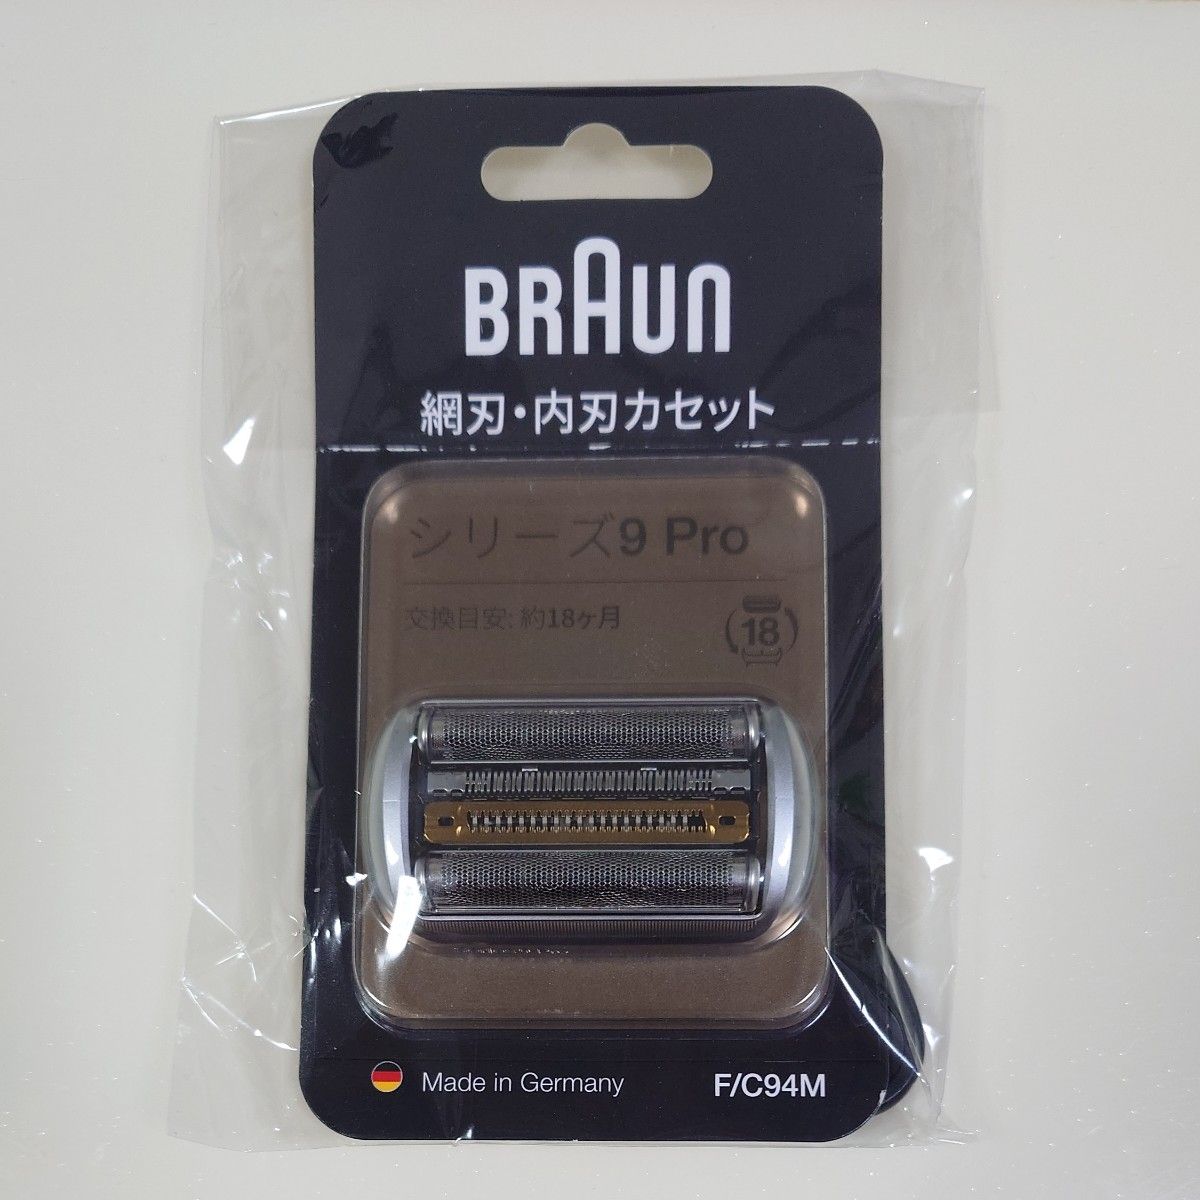 BRAUN
網刃・内刃カセット
シリーズ9 Pro
交換目安: 約18ヶ月
18
Made in Germany
F/C94M